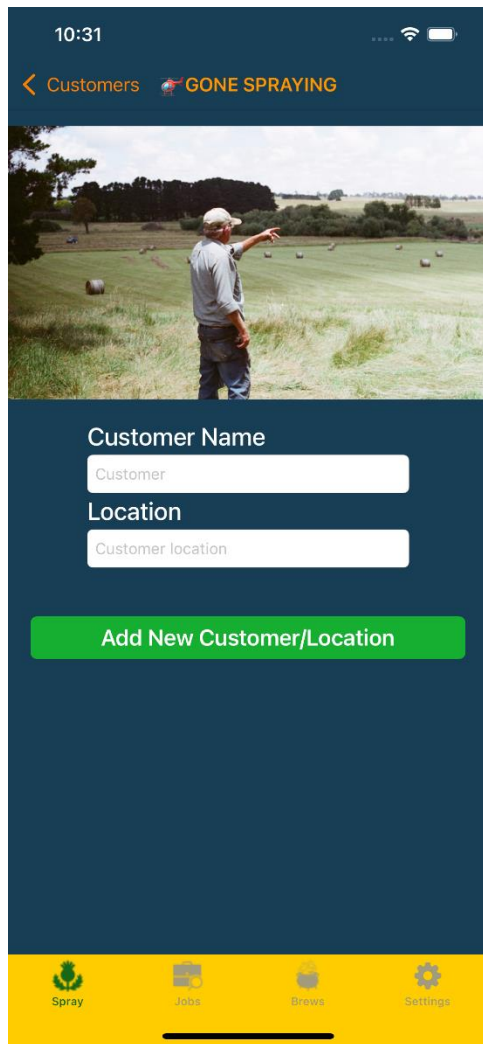 10:31
Customers GONE SPRAYING
Customer Name
Customer
Location
Customer location
Add New Customer/Location
Spray Jobs Brews Settings